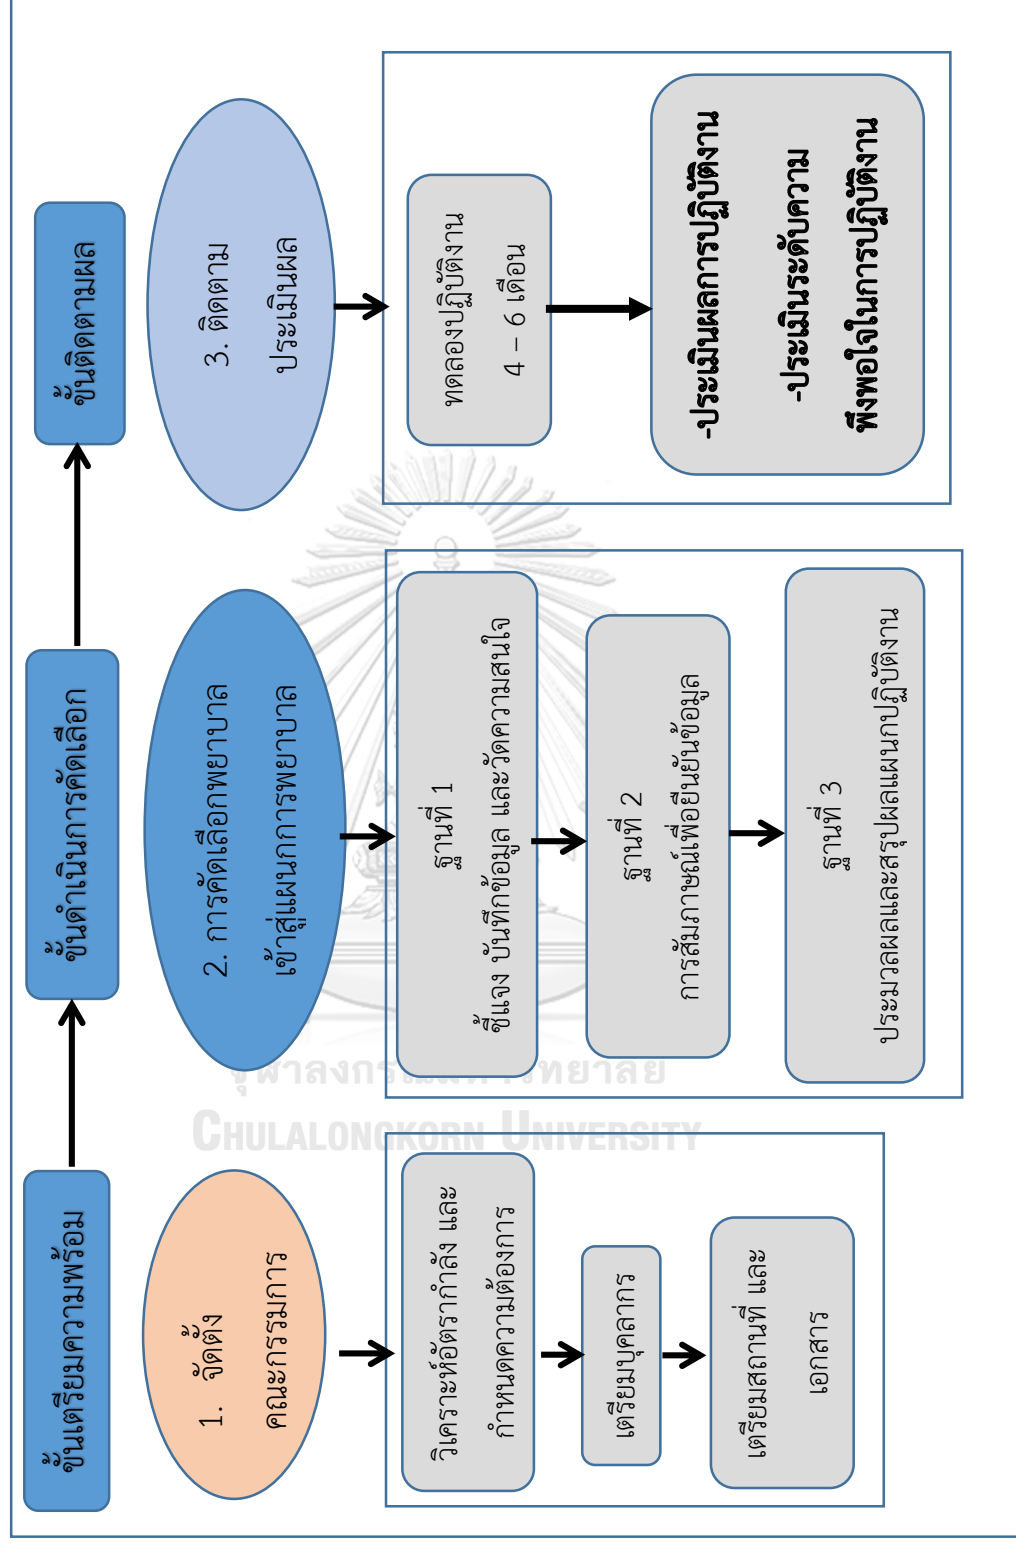 ขั้นเตรียมความพร้อม
ขั้นดำเนินการคัดเลือก
ขั้นติดตามผล
1. จัดตั้ง
คณะกรรมการ
2. การคัดเลือกพยาบาล
เข้าสู่แผนกการพยาบาล
3. ติดตาม
ประเมินผล
วิเคราะห์อัตรากำลัง และ
กำหนดความต้องการ
เตรียมบุคลากร
เตรียมสถานที่ และ
เอกสาร
ฐานที่ 1
ชี้แจง บันทึกข้อมูล และวัดความสนใจ
ฐานที่ 2
การสัมภาษณ์เพื่อยืนยันข้อมูล
ฐานที่ 3
ประมวลผลและสรุปผลแผนกปฏิบัติงาน
ทดลองปฏิบัติงาน
4 – 6 เดือน
-ประเมินผลการปฏิบัติงาน
-ประเมินระดับความ
พึงพอใจในการปฏิบัติงาน
จุฬาลงกรณ์มหาวิทยาลัย
CHULALONGKORN UNIVERSITY